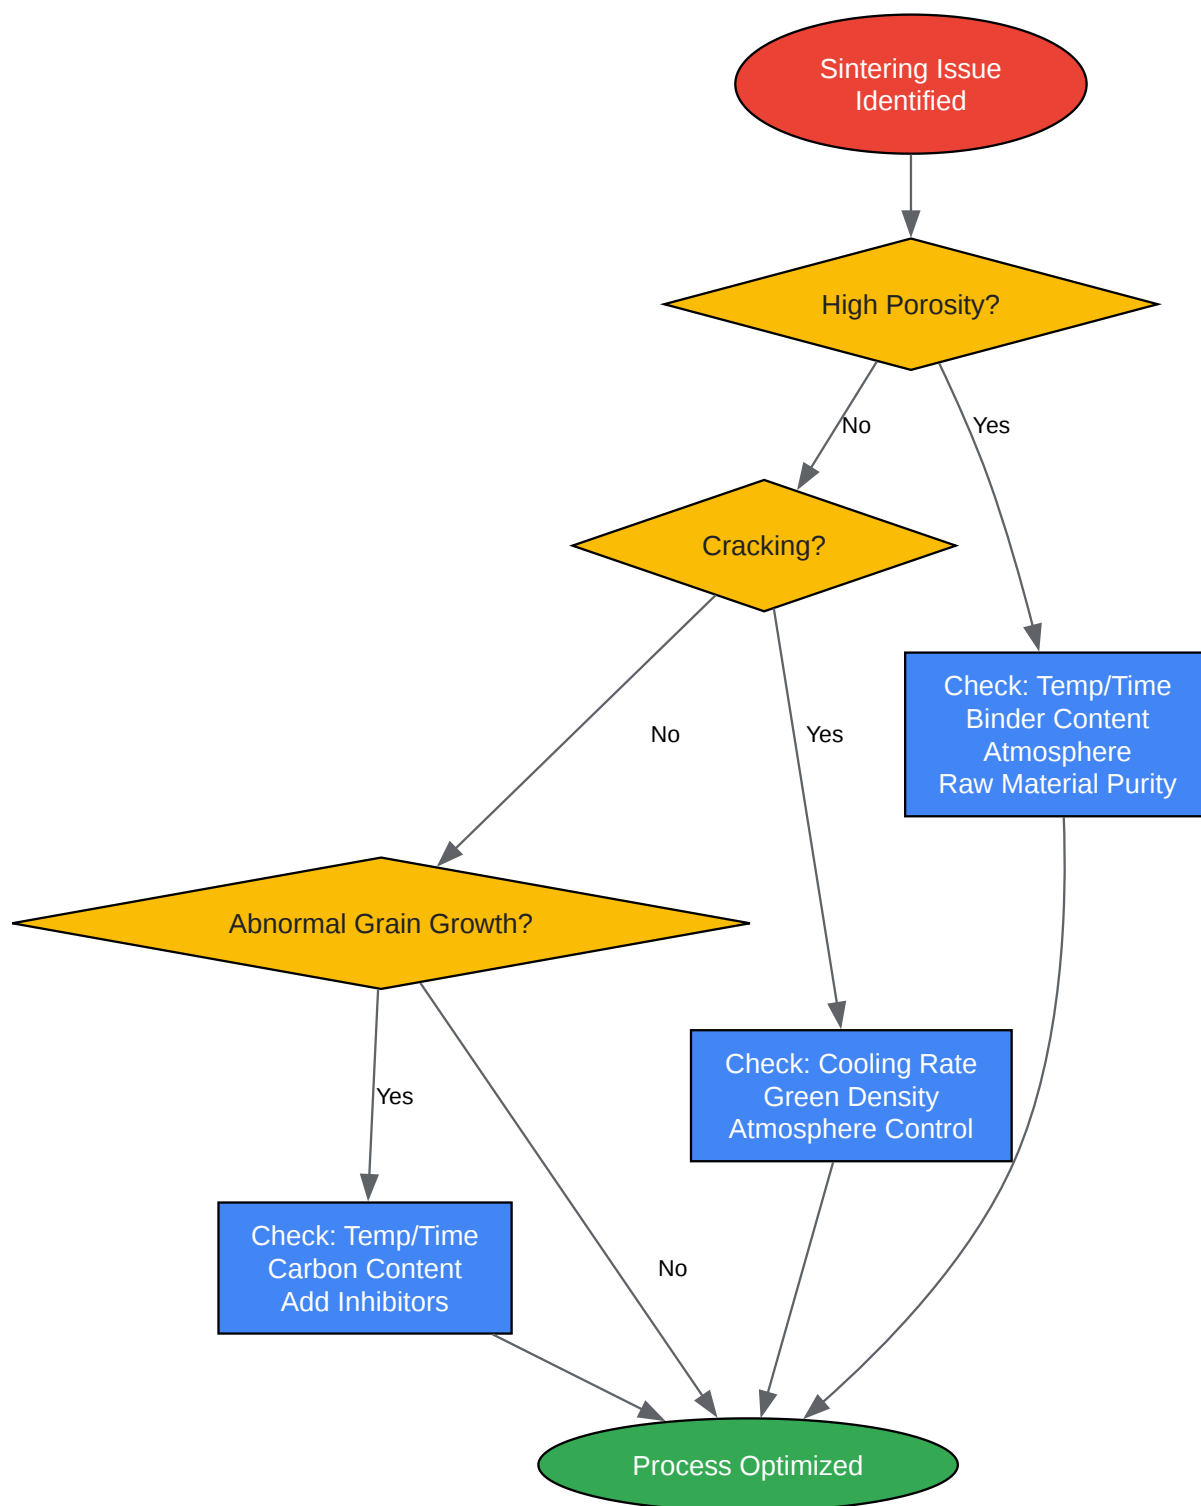 Sintering Issue
Identified
High Porosity?
No
Yes
Cracking?
Check: Temp/Time
Binder Content
Atmosphere
Raw Material Purity
No
Yes
Abnormal Grain Growth?
Check: Cooling Rate
Green Density
Atmosphere Control
Yes
Check: Temp/Time
Carbon Content
Add Inhibitors
No
Process Optimized